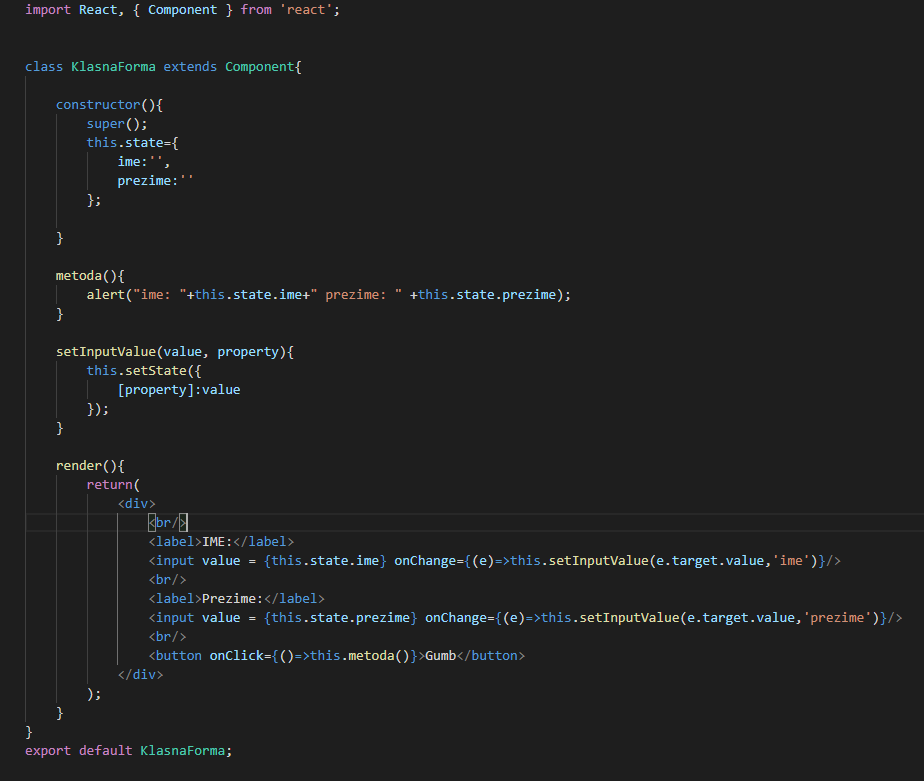 import React, { Component } from 'react';
class KlasnaForma extends Component{
constructor(){
super();
this.state={
ime:'',
prezime:''
};
}
metoda(){
alert("ime: "+this.state.ime+" prezime: " +this.state.prezime);
}
setInputValue(value, property){
this.setState({
[property]:value
});
}
render(){
return(
<div>
<br/>
<label>IME:</label>
<input value = {this.state.ime} onChange={(e)=>this.setInputValue(e.target.value,'ime')}/>
<br/>
<label>Prezime:</label>
<input value = {this.state.prezime} onChange={(e)=>this.setInputValue(e.target.value,'prezime')}/>
<br/>
<button onClick={()=>this.metoda()}>Gumb</button>
</div>
);
}
}
export default KlasnaForma;